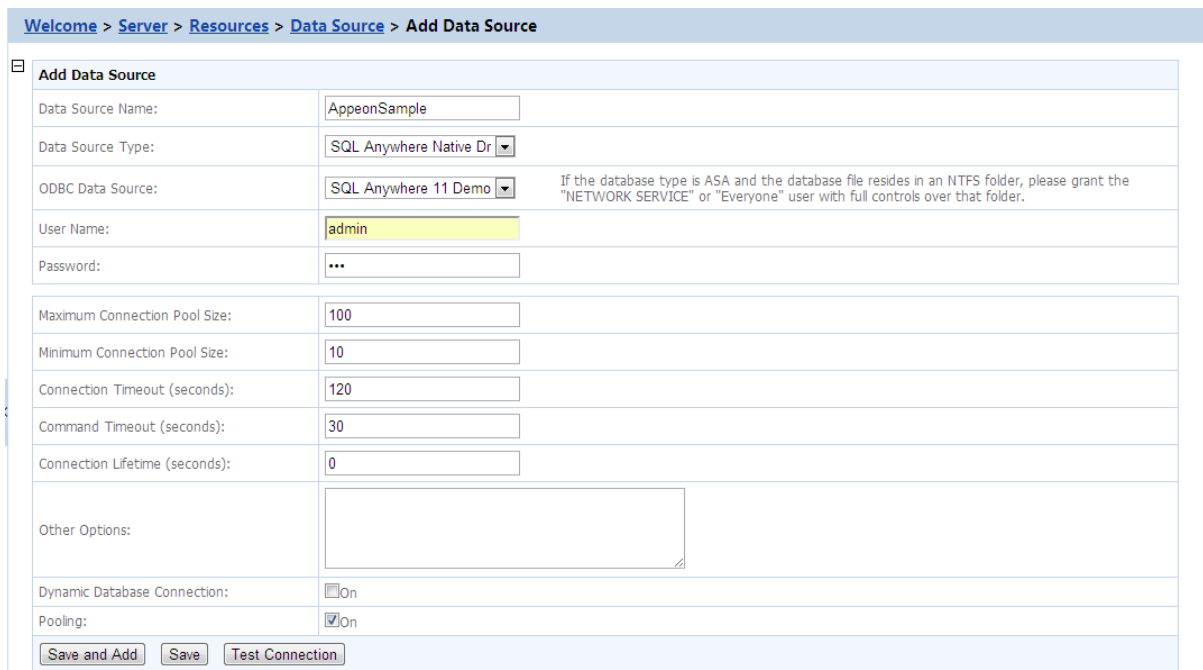 Welcome > Server > Resources > Data Source > Add Data Source
Add Data Source
Data Source Name: AppeonSample
Data Source Type: SQL Anywhere Native Dr
ODBC Data Source: SQL Anywhere 11 Demo If the database type is ASA and the database file resides in an NTFS folder, please grant the
"NETWORK SERVICE" or "Everyone" user with full controls over that folder.
User Name: admin
Password: •••
Maximum Connection Pool Size: 100
Minimum Connection Pool Size: 10
Connection Timeout (seconds): 120
Command Timeout (seconds): 30
Connection Lifetime (seconds): 0
Other Options:
Dynamic Database Connection: On
Pooling: On
Save and Add Save Test Connection